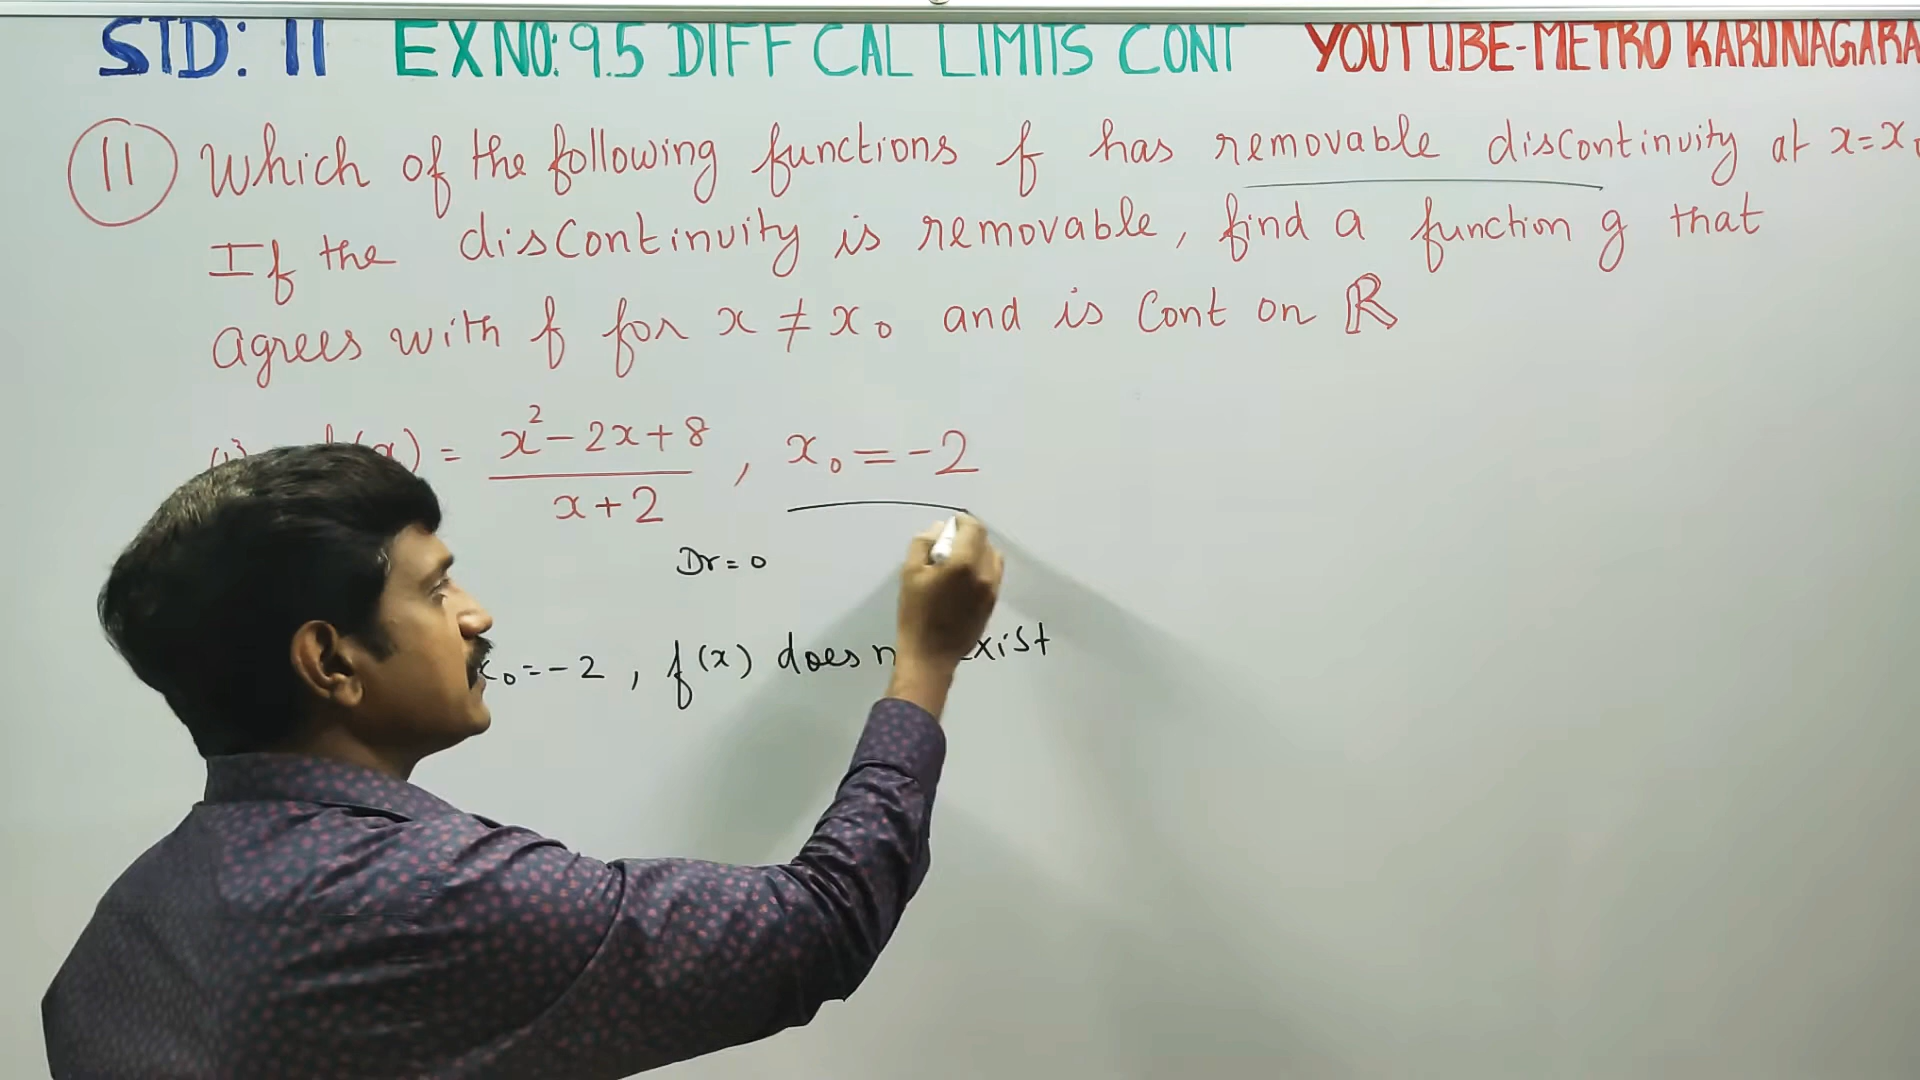 STD: 11 EX NO: 9.5 DIFF CAL LIMITS CONT YOUTUBE-METRO KARUNAGARA
11 Which of the following functions f has removable discontinuity at x=x₀
If the discontinuity is removable, find a function g that
agrees with f for x ≠ x₀ and is Cont on ℝ
= x²-2x+8 / x+2 , x₀ = -2
Dr = 0
x₀ = -2 , f(x) does exist